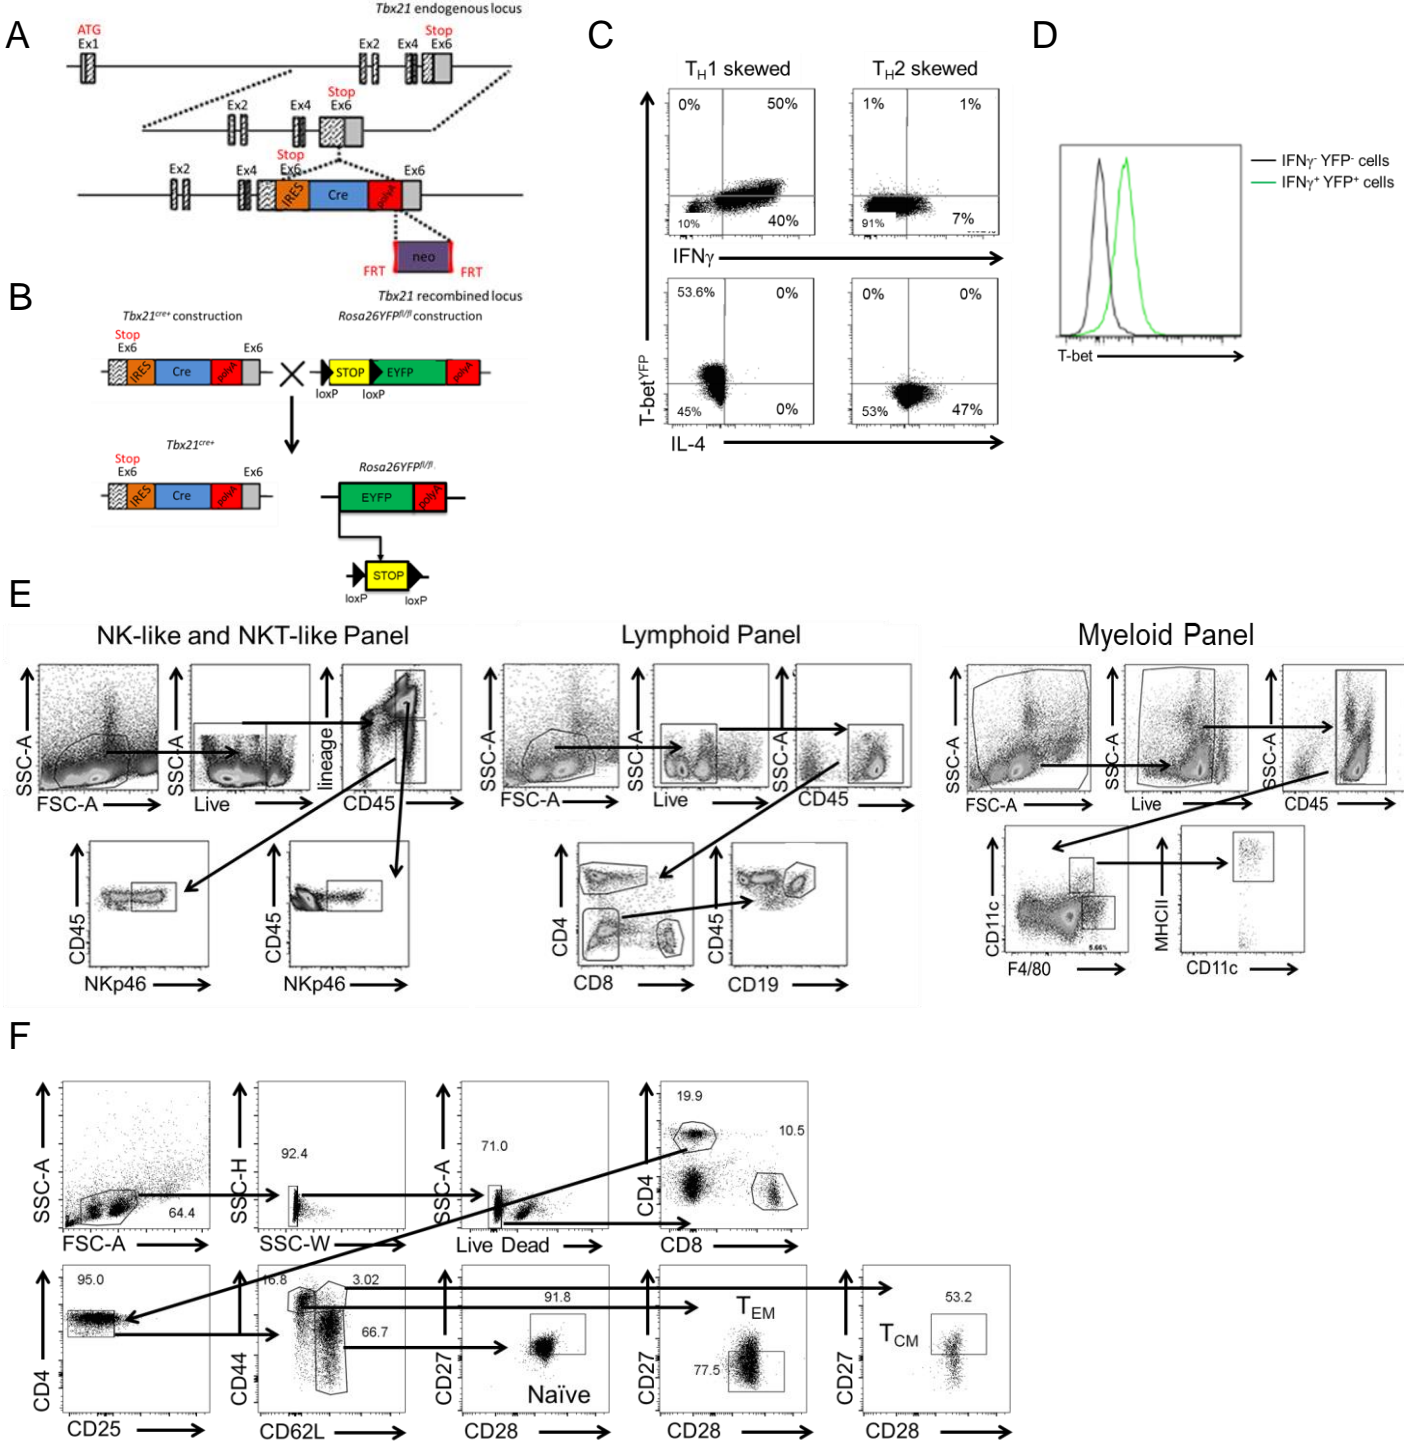 A
Tbx21 endogenous locus
ATG
Ex1
Ex2
Ex4
Stop
Ex6
Ex2
Ex4
Stop
Ex6
Ex2
Ex4
Stop
Ex6
IRES
Cre
polyA
Ex6
neo
FRT
FRT
Tbx21 recombined locus
B
Tbx21cre+ construction
Rosa26YFPfl/fl construction
Stop
Ex6
Ex6
IRES
Cre
polyA
STOP
EYFP
polyA
loxP
loxP
Tbx21cre+
Rosa26YFPfl/fl.
Stop
Ex6
Ex6
IRES
Cre
polyA
EYFP
polyA
STOP
loxP
loxP
C
TH1 skewed
TH2 skewed
0%
50%
10%
40%
1%
1%
91%
7%
IFNγ
53.6%
0%
45%
0%
0%
0%
53%
47%
T-betYFP
IL-4
D
IFNγ- YFP- cells
IFNγ+ YFP+ cells
T-bet
E
NK-like and NKT-like Panel
SSC-A
FSC-A
SSC-A
Live
lineage
CD45
CD45
NKp46
CD45
NKp46
Lymphoid Panel
SSC-A
FSC-A
SSC-A
Live
SSC-A
CD45
CD4
CD8
CD45
CD19
Myeloid Panel
SSC-A
FSC-A
SSC-A
Live
SSC-A
CD45
CD11c
5.66%
F4/80
MHCII
CD11c
F
SSC-A
64.4
FSC-A
SSC-H
92.4
SSC-W
SSC-A
71.0
Live Dead
CD4
19.9
10.5
CD8
CD4
95.0
CD25
CD44
3.02
66.7
CD62L
CD27
91.8
Naïve
CD28
CD27
TEM
77.5
CD28
CD27
53.2
TCM
CD28